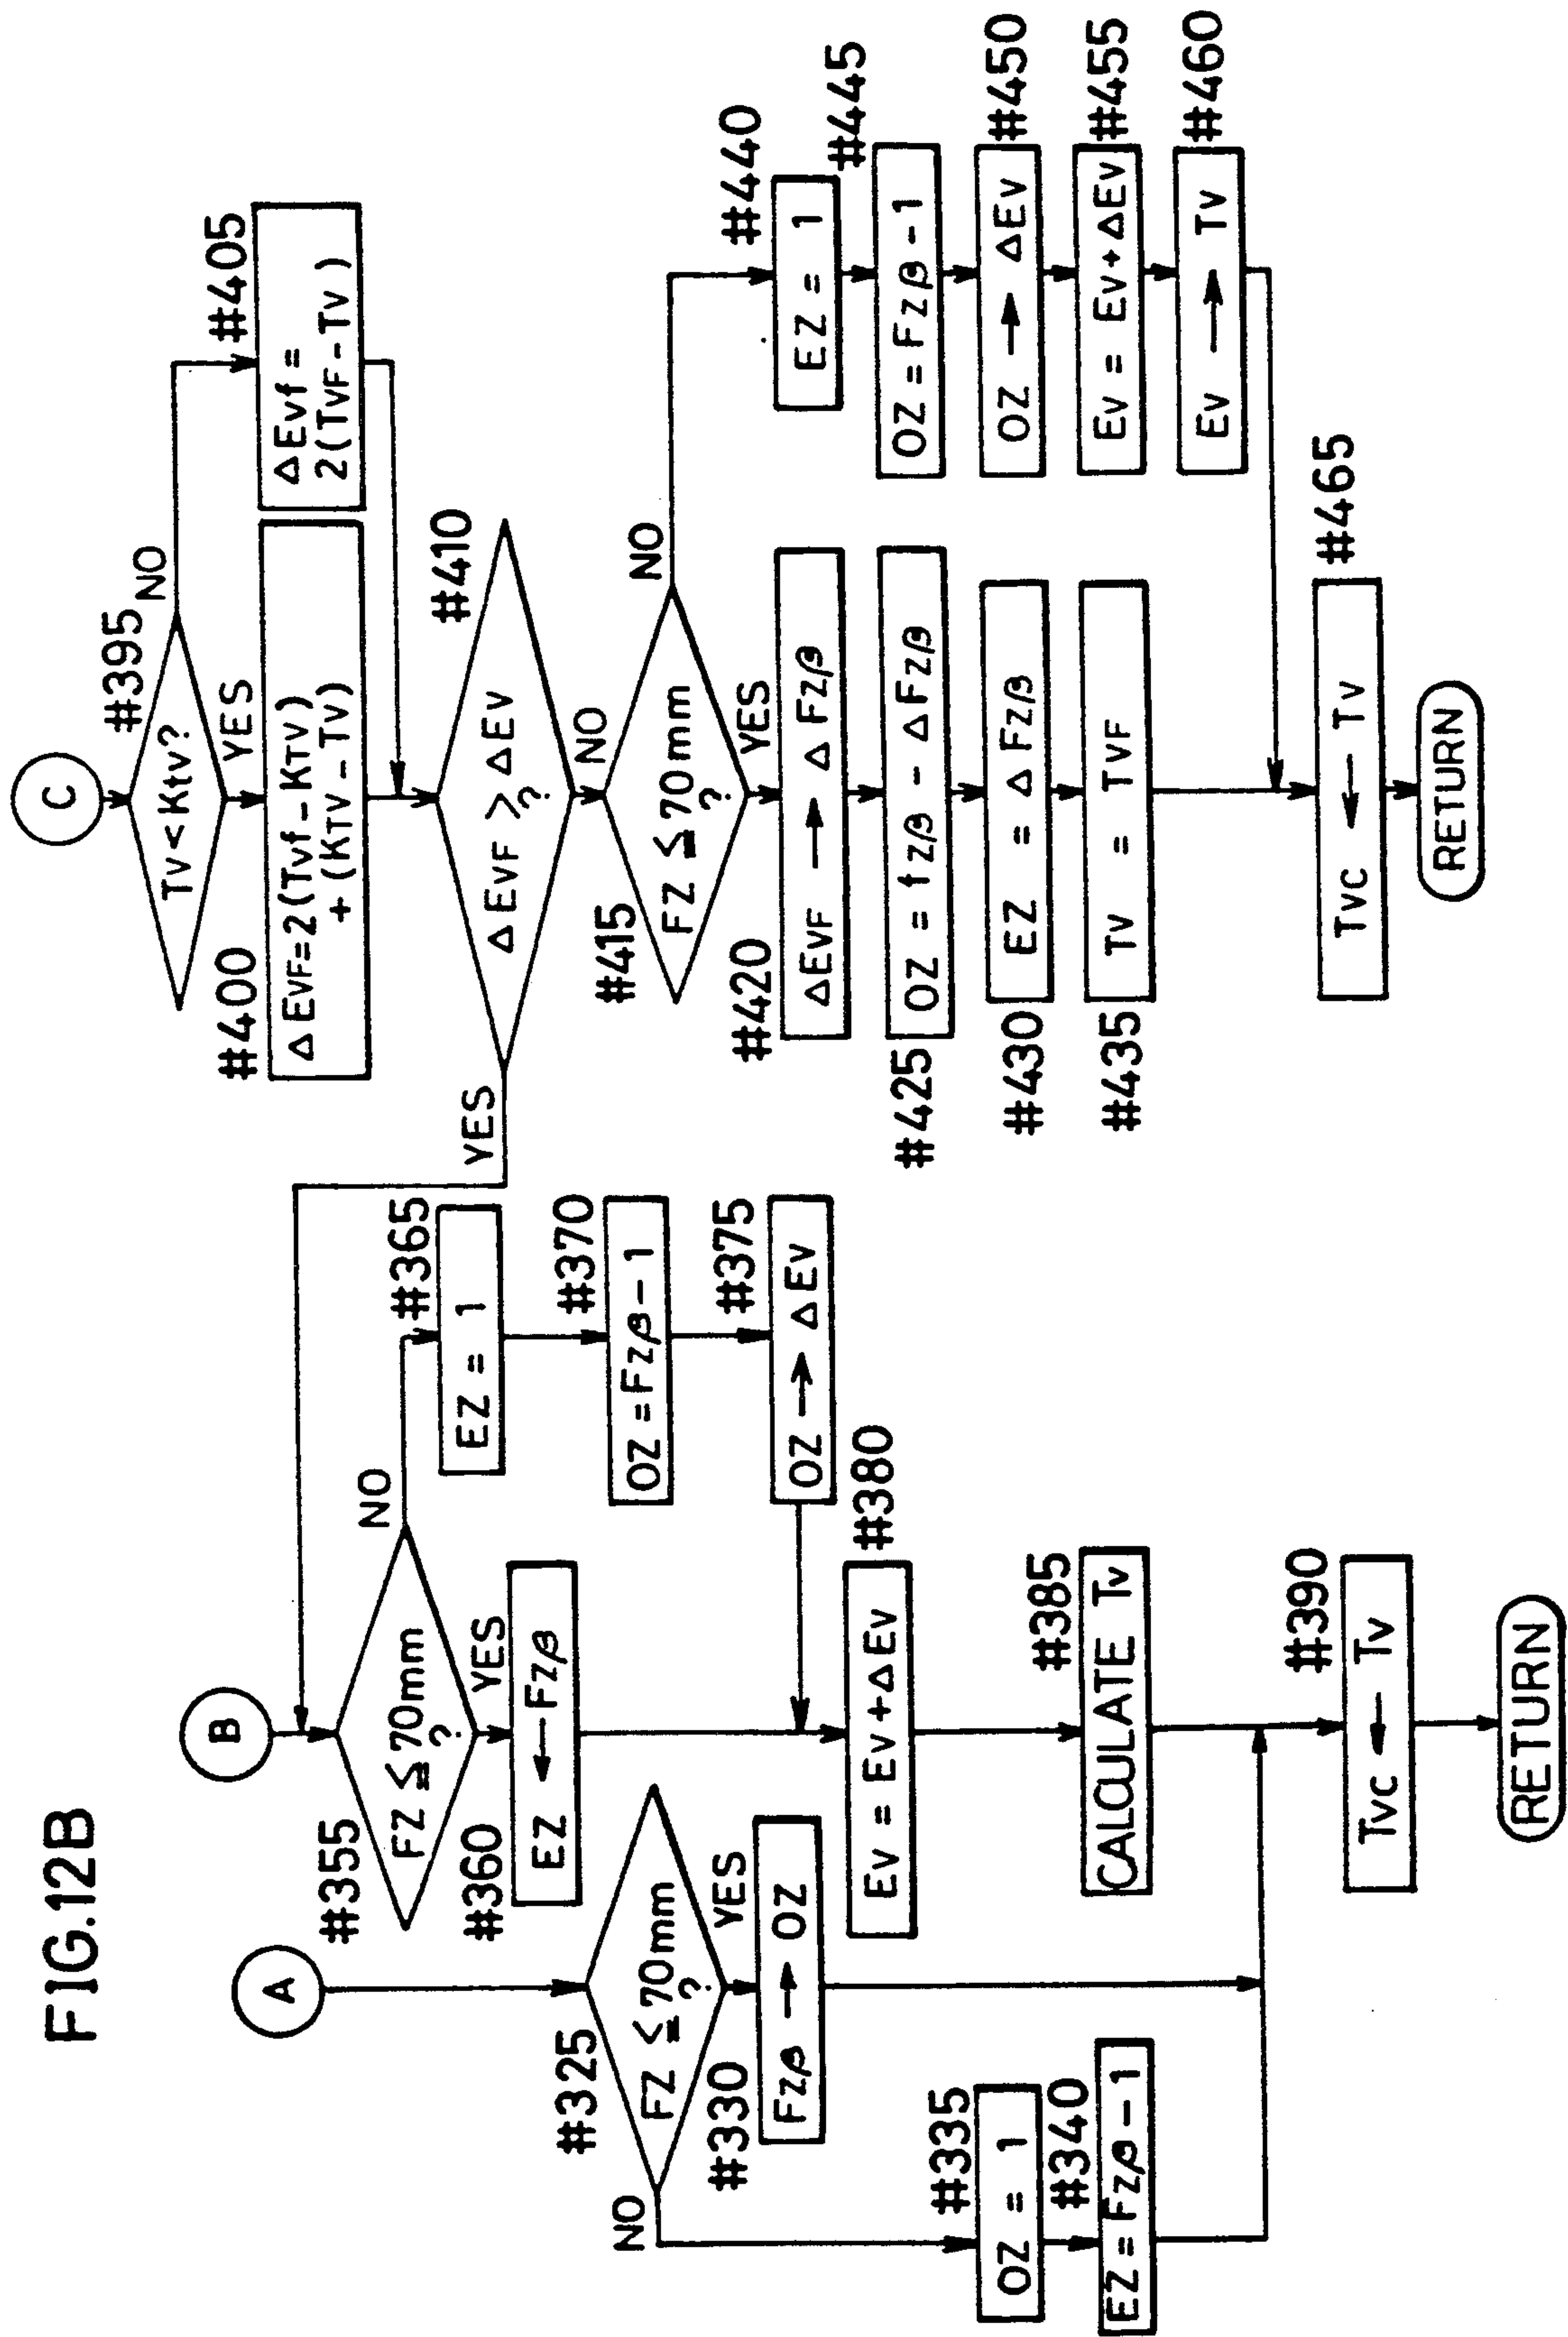 FIG.12B
A
#325
FZ ≦ 70mm
?
NO
YES
#330
Fzβ → OZ
#335
OZ = 1
#340
EZ = Fzβ - 1
B
#355
FZ ≦ 70mm
?
NO
YES
#360
EZ ← Fzβ
#365
EZ = 1
#370
OZ = Fzβ - 1
#375
OZ → ΔEv
#380
Ev = Ev + ΔEv
#385
CALCULATE Tv
#390
Tvc ← Tv
RETURN
C
#395
Tv < Ktv?
NO
YES
#400
ΔEVF=2(Tvf - KTV)
+ (KTV - TV)
#405
ΔEvf =
2(TVF - TV)
#410
ΔEVF > ΔEV
?
YES
NO
#415
FZ ≦ 70mm
?
NO
YES
#420
ΔEVF → ΔFzβ
#425
OZ = fzβ - ΔFzβ
#430
EZ = ΔFzβ
#435
TV = TVF
#440
EZ = 1
#445
OZ = Fzβ - 1
#450
OZ → ΔEV
#455
EV = EV + ΔEV
#460
EV → TV
#465
TVC ← TV
RETURN